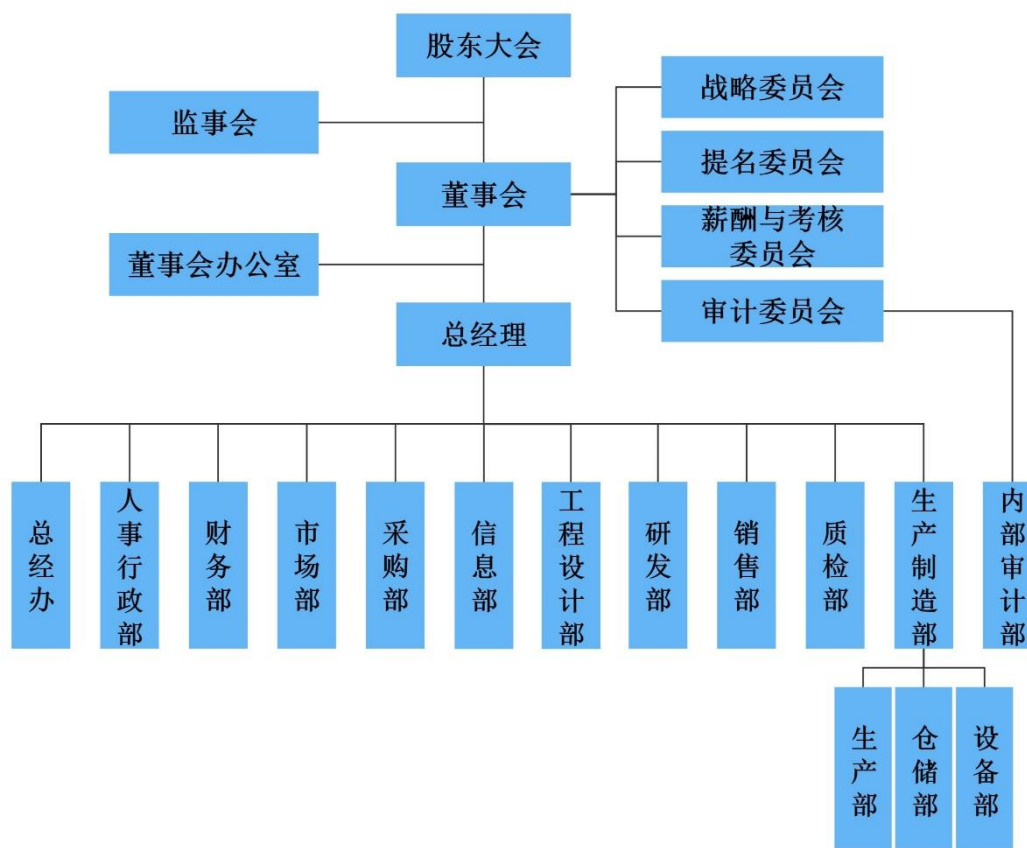 股东大会
监事会
战略委员会
提名委员会
董事会
薪酬与考核
委员会
董事会办公室
审计委员会
总经理
总经办
人事行政部
财务部
市场部
采购部
信息部
工程设计部
研发部
销售部
质检部
生产制造部
内部审计部
生产部
仓储部
设备部